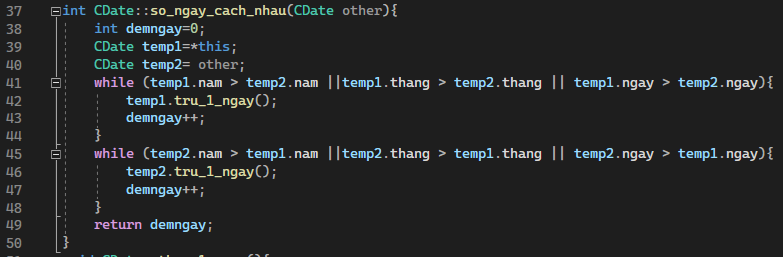 37 int CDate::so_ngay_cach_nhau(CDate other){
38 int demngay=0;
39 CDate temp1=*this;
40 CDate temp2= other;
41 while (temp1.nam > temp2.nam ||temp1.thang > temp2.thang || temp1.ngay > temp2.ngay){
42 temp1.tru_1_ngay();
43 demngay++;
44 }
45 while (temp2.nam > temp1.nam ||temp2.thang > temp1.thang || temp2.ngay > temp1.ngay){
46 temp2.tru_1_ngay();
47 demngay++;
48 }
49 return demngay;
50 }